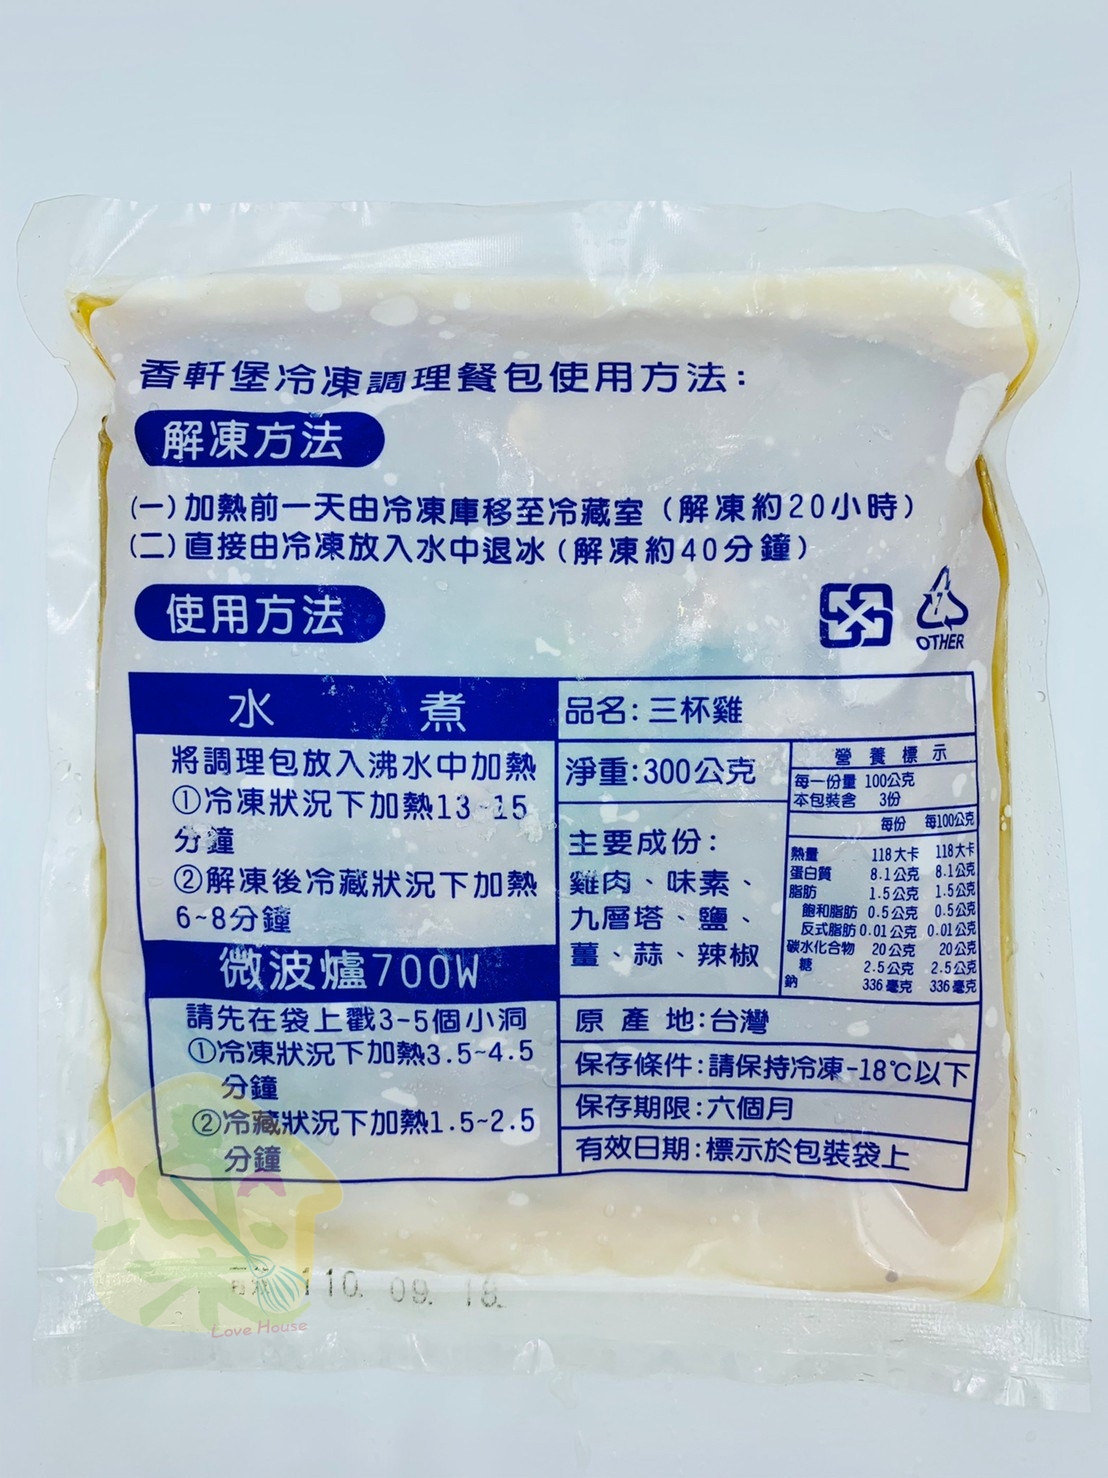 香軒堡冷凍調理餐包使用方法：
解凍方法
(一)加熱前一天由冷凍庫移至冷藏室（解凍約20小時）
(二)直接由冷凍放入水中退冰（解凍約40分鐘）
使用方法
7
OTHER
水 煮
將調理包放入沸水中加熱
①冷凍狀況下加熱13~15
分鐘
②解凍後冷藏狀況下加熱
6~8分鐘
微波爐700W
請先在袋上戳3-5個小洞
①冷凍狀況下加熱3.5~4.5
分鐘
②冷藏狀況下加熱1.5~2.5
分鐘
品名：三杯雞
淨重：300公克
主要成份：
雞肉、味素、
九層塔、鹽、
薑、蒜、辣椒
營養標示
每一份量 100公克
本包裝含 3份
每份 每100公克
熱量 118大卡 118大卡
蛋白質 8.1公克 8.1公克
脂肪 1.5公克 1.5公克
飽和脂肪 0.5公克 0.5公克
反式脂肪 0.01公克 0.01公克
碳水化合物 20公克 20公克
糖 2.5公克 2.5公克
鈉 336毫克 336毫克
原產地：台灣
保存條件：請保持冷凍-18℃以下
保存期限：六個月
有效日期：標示於包裝袋上
110. 09. 18.
Love House